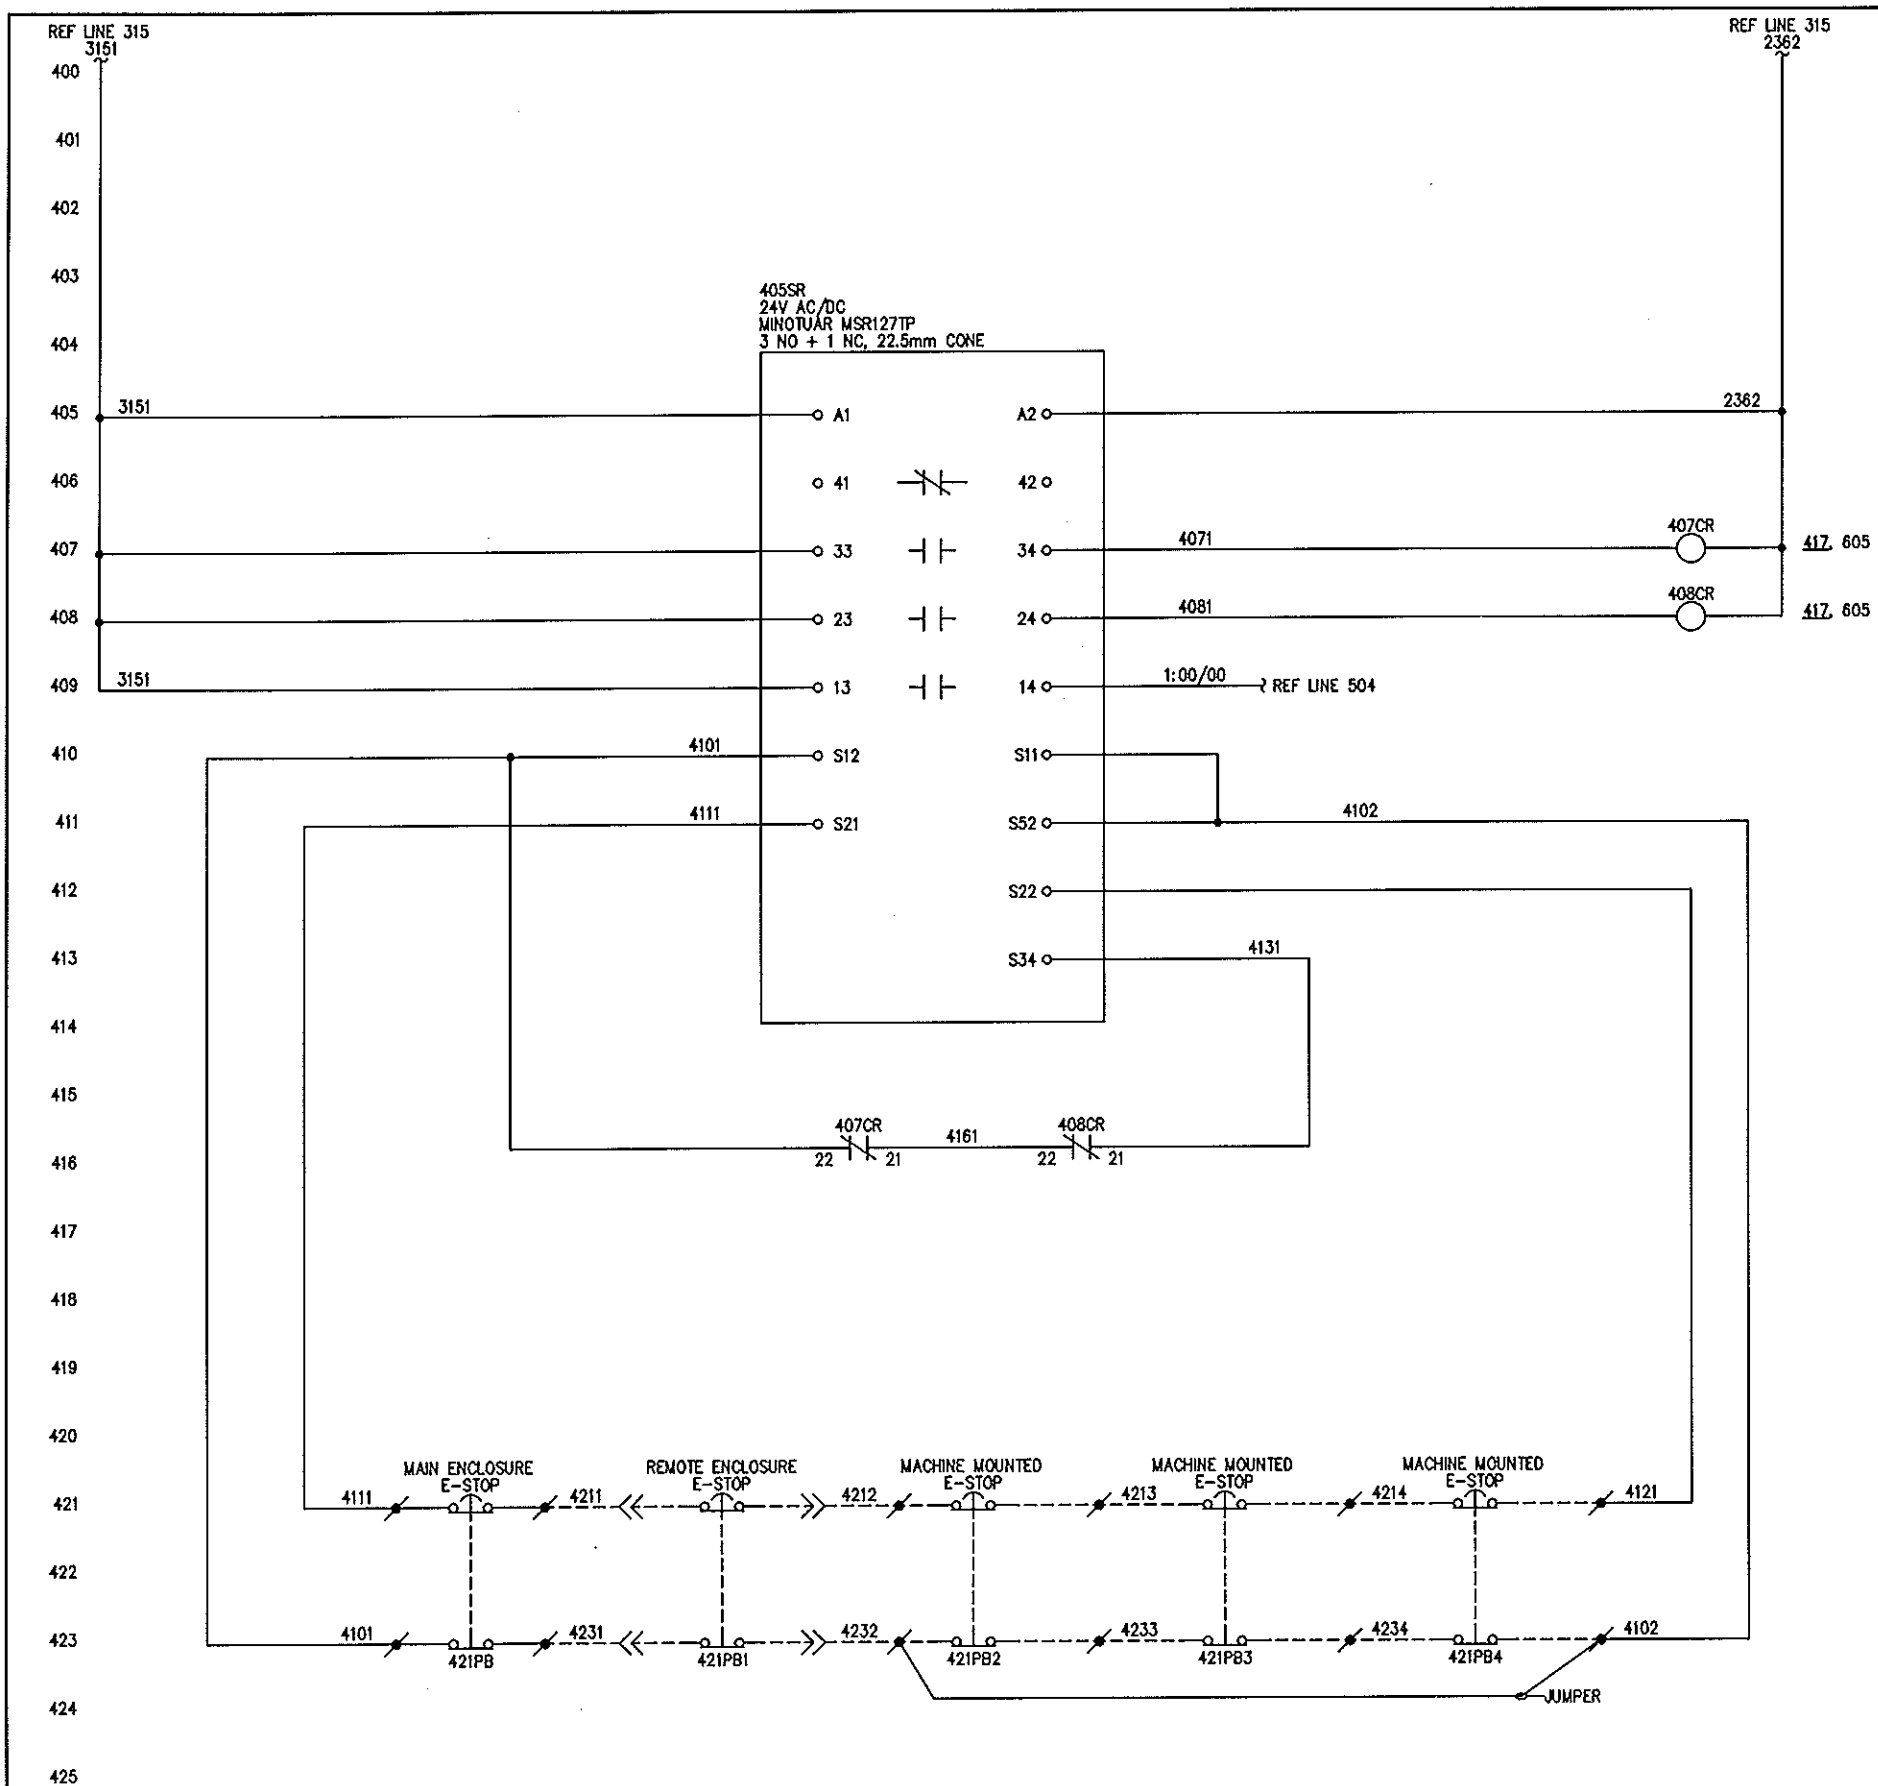 REF LINE 315
3151
REF LINE 315
2362
400
401
402
403
405SR
24V AC/DC
MINOTUAR MSR127TP
3 NO + 1 NC, 22.5mm CONE
404
405 3151 A1 A2 2362
406 41 42
407 33 34 4071 407CR 417, 605
408 23 24 4081 408CR 417, 605
409 3151 13 14 1:00/00 REF LINE 504
410 4101 S12 S11
411 4111 S21 S52 4102
412 S22
413 S34 4131
414
415
407CR 4161 408CR
416 22 21 22 21
417
418
419
420
MAIN ENCLOSURE E-STOP
REMOTE ENCLOSURE E-STOP
MACHINE MOUNTED E-STOP
MACHINE MOUNTED E-STOP
MACHINE MOUNTED E-STOP
421 4111 4211 4212 4213 4214 4121
422
423 4101 4231 4232 4233 4234 4102
421PB 421PB1 421PB2 421PB3 421PB4
424 JUMPER
425